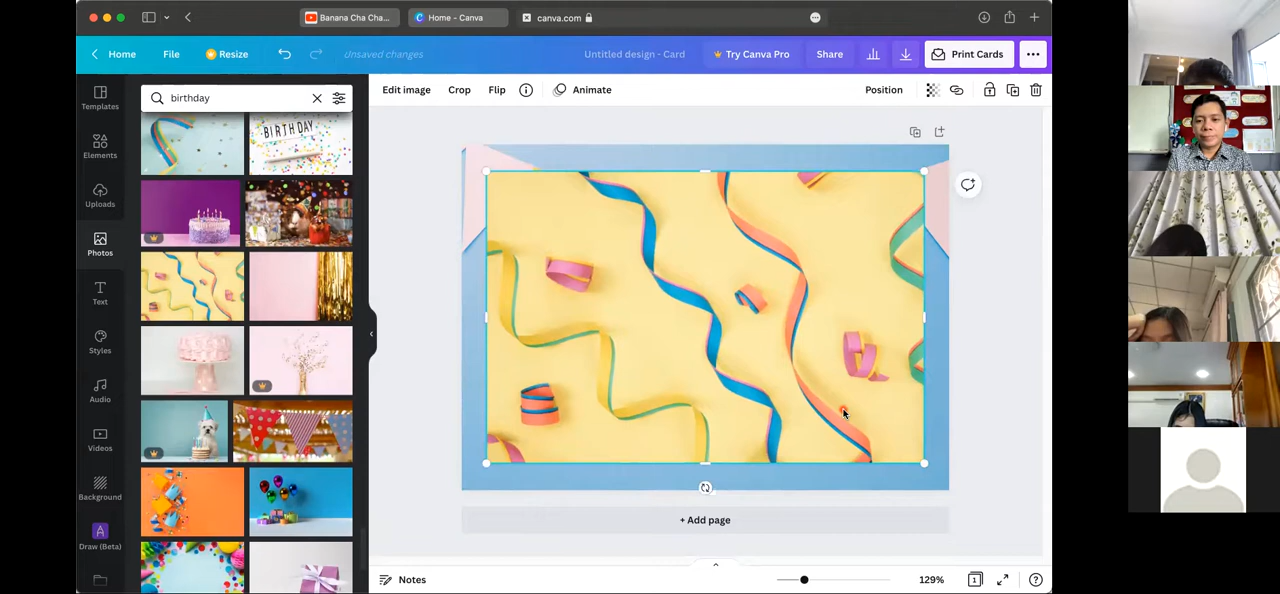 Banana Cha Cha...
Home - Canva
canva.com
Home
File
Resize
Unsaved changes
Untitled design - Card
Try Canva Pro
Share
Print Cards
Templates
Elements
Uploads
Photos
Text
Styles
Audio
Videos
Background
Draw (Beta)
birthday
BIRTHDAY
Edit image
Crop
Flip
Animate
Position
+ Add page
Notes
129%
1